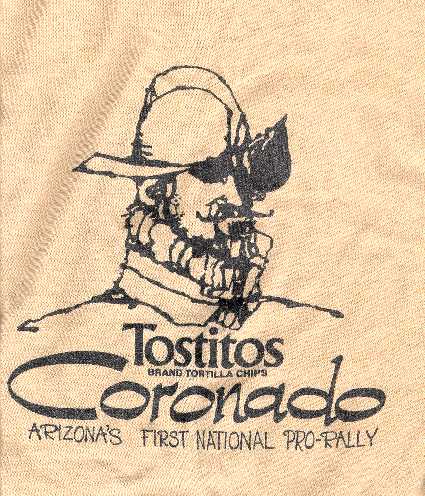 Tostitos
BRAND TORTILLA CHIPS
Coronado
ARIZONA'S FIRST NATIONAL PRO-RALLY